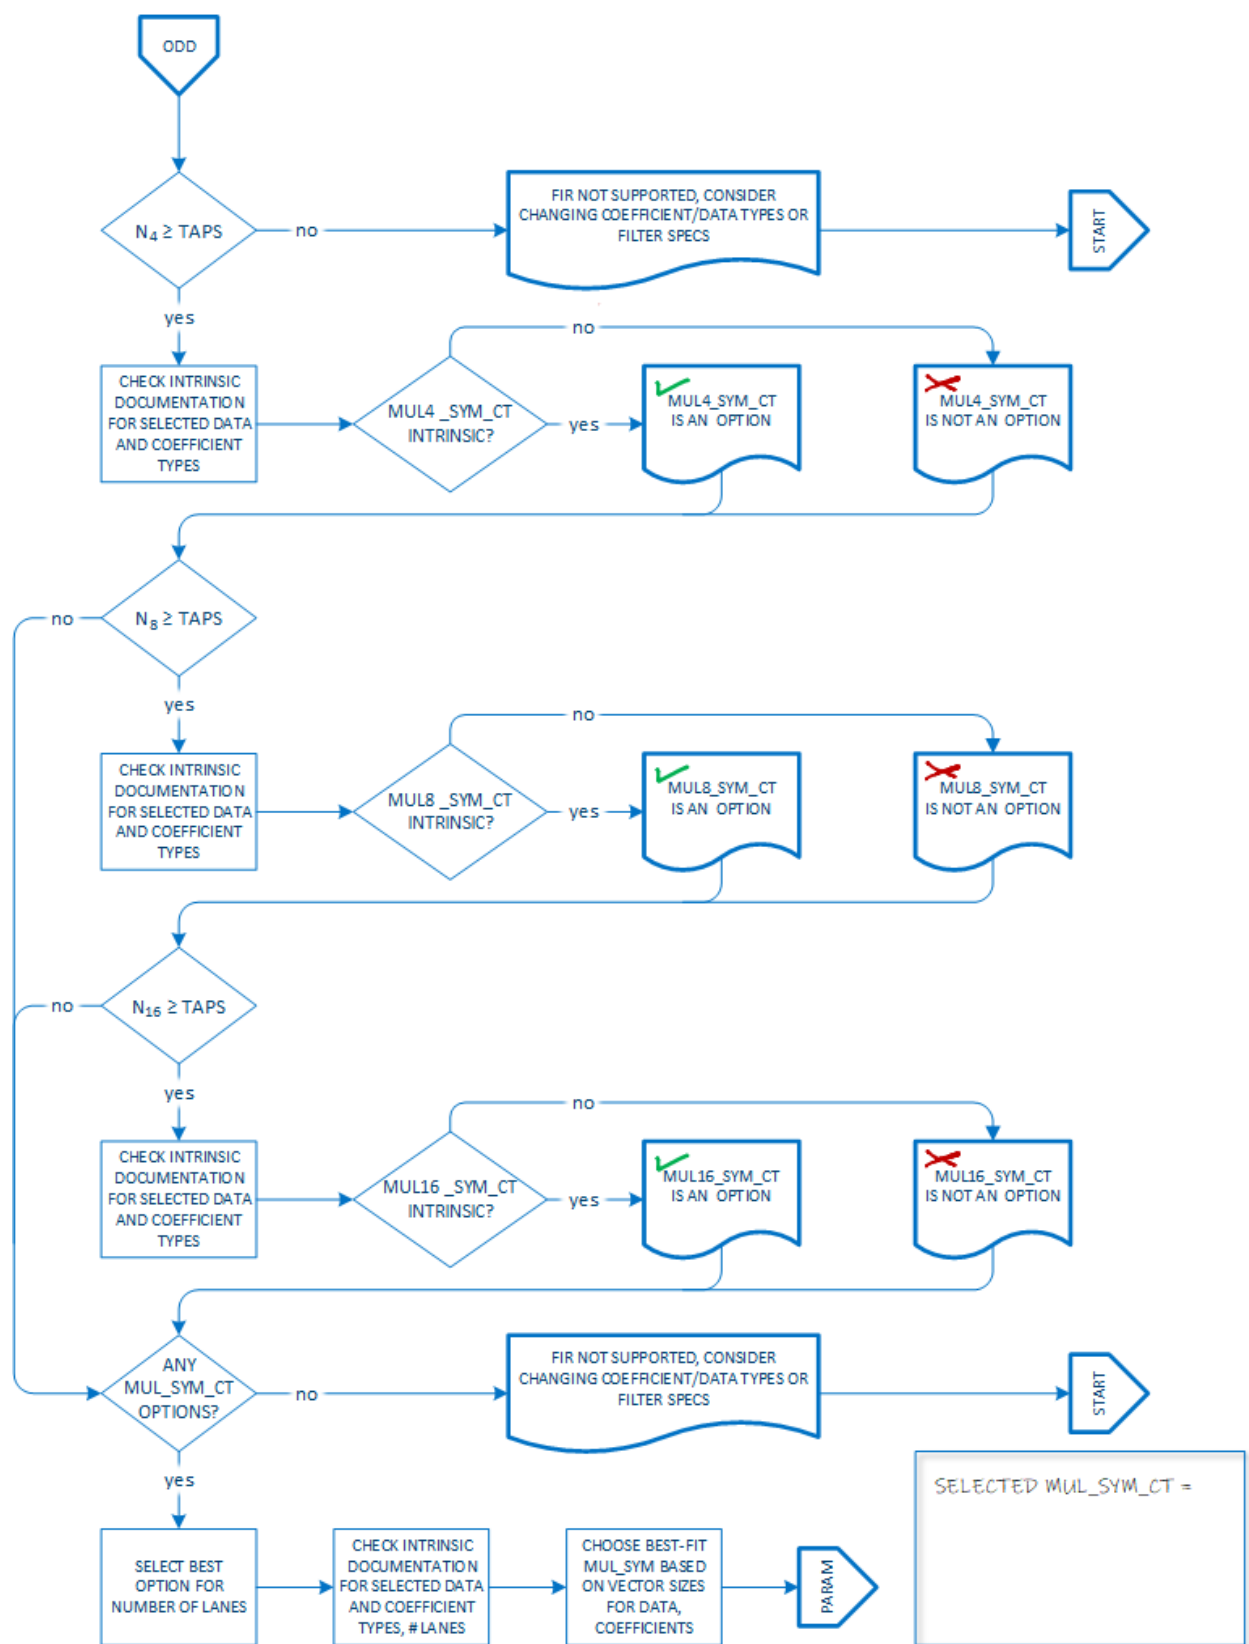 ODD
N₄ ≥ TAPS
no
FIR NOT SUPPORTED, CONSIDER
CHANGING COEFFICIENT/DATA TYPES OR
FILTER SPECS
START
yes
no
CHECK INTRINSIC
DOCUMENTATION
FOR SELECTED DATA
AND COEFFICIENT
TYPES
MUL4 _SYM_CT
INTRINSIC?
yes
MUL4_SYM_CT
IS AN OPTION
MUL4_SYM_CT
IS NOT AN OPTION
N₈ ≥ TAPS
no
yes
no
CHECK INTRINSIC
DOCUMENTATION
FOR SELECTED DATA
AND COEFFICIENT
TYPES
MUL8 _SYM_CT
INTRINSIC?
yes
MUL8_SYM_CT
IS AN OPTION
MUL8_SYM_CT
IS NOT AN OPTION
N₁₆ ≥ TAPS
no
yes
no
CHECK INTRINSIC
DOCUMENTATION
FOR SELECTED DATA
AND COEFFICIENT
TYPES
MUL16 _SYM_CT
INTRINSIC?
yes
MUL16_SYM_CT
IS AN OPTION
MUL16_SYM_CT
IS NOT AN OPTION
ANY
MUL_SYM_CT
OPTIONS?
no
FIR NOT SUPPORTED, CONSIDER
CHANGING COEFFICIENT/DATA TYPES OR
FILTER SPECS
START
yes
SELECTED MUL_SYM_CT =
SELECT BEST
OPTION FOR
NUMBER OF LANES
CHECK INTRINSIC
DOCUMENTATION
FOR SELECTED DATA
AND COEFFICIENT
TYPES, # LANES
CHOOSE BEST-FIT
MUL_SYM BASED
ON VECTOR SIZES
FOR DATA,
COEFFICIENTS
PARAM